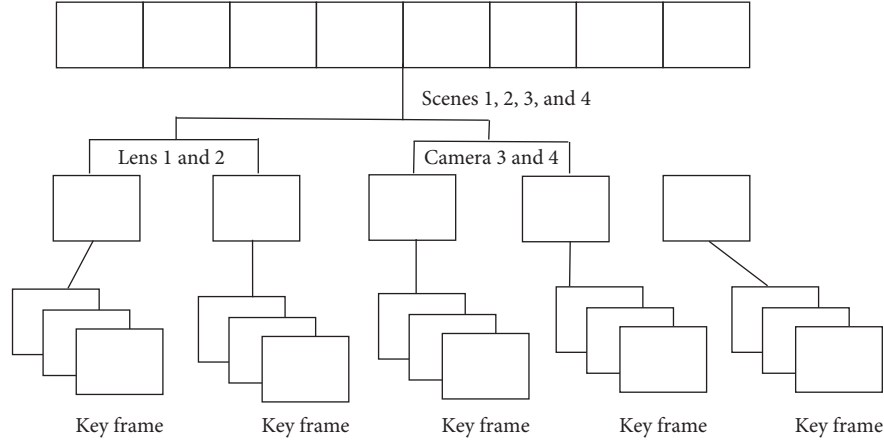 Scenes 1, 2, 3, and 4
Lens 1 and 2
Camera 3 and 4
Key frame
Key frame
Key frame
Key frame
Key frame